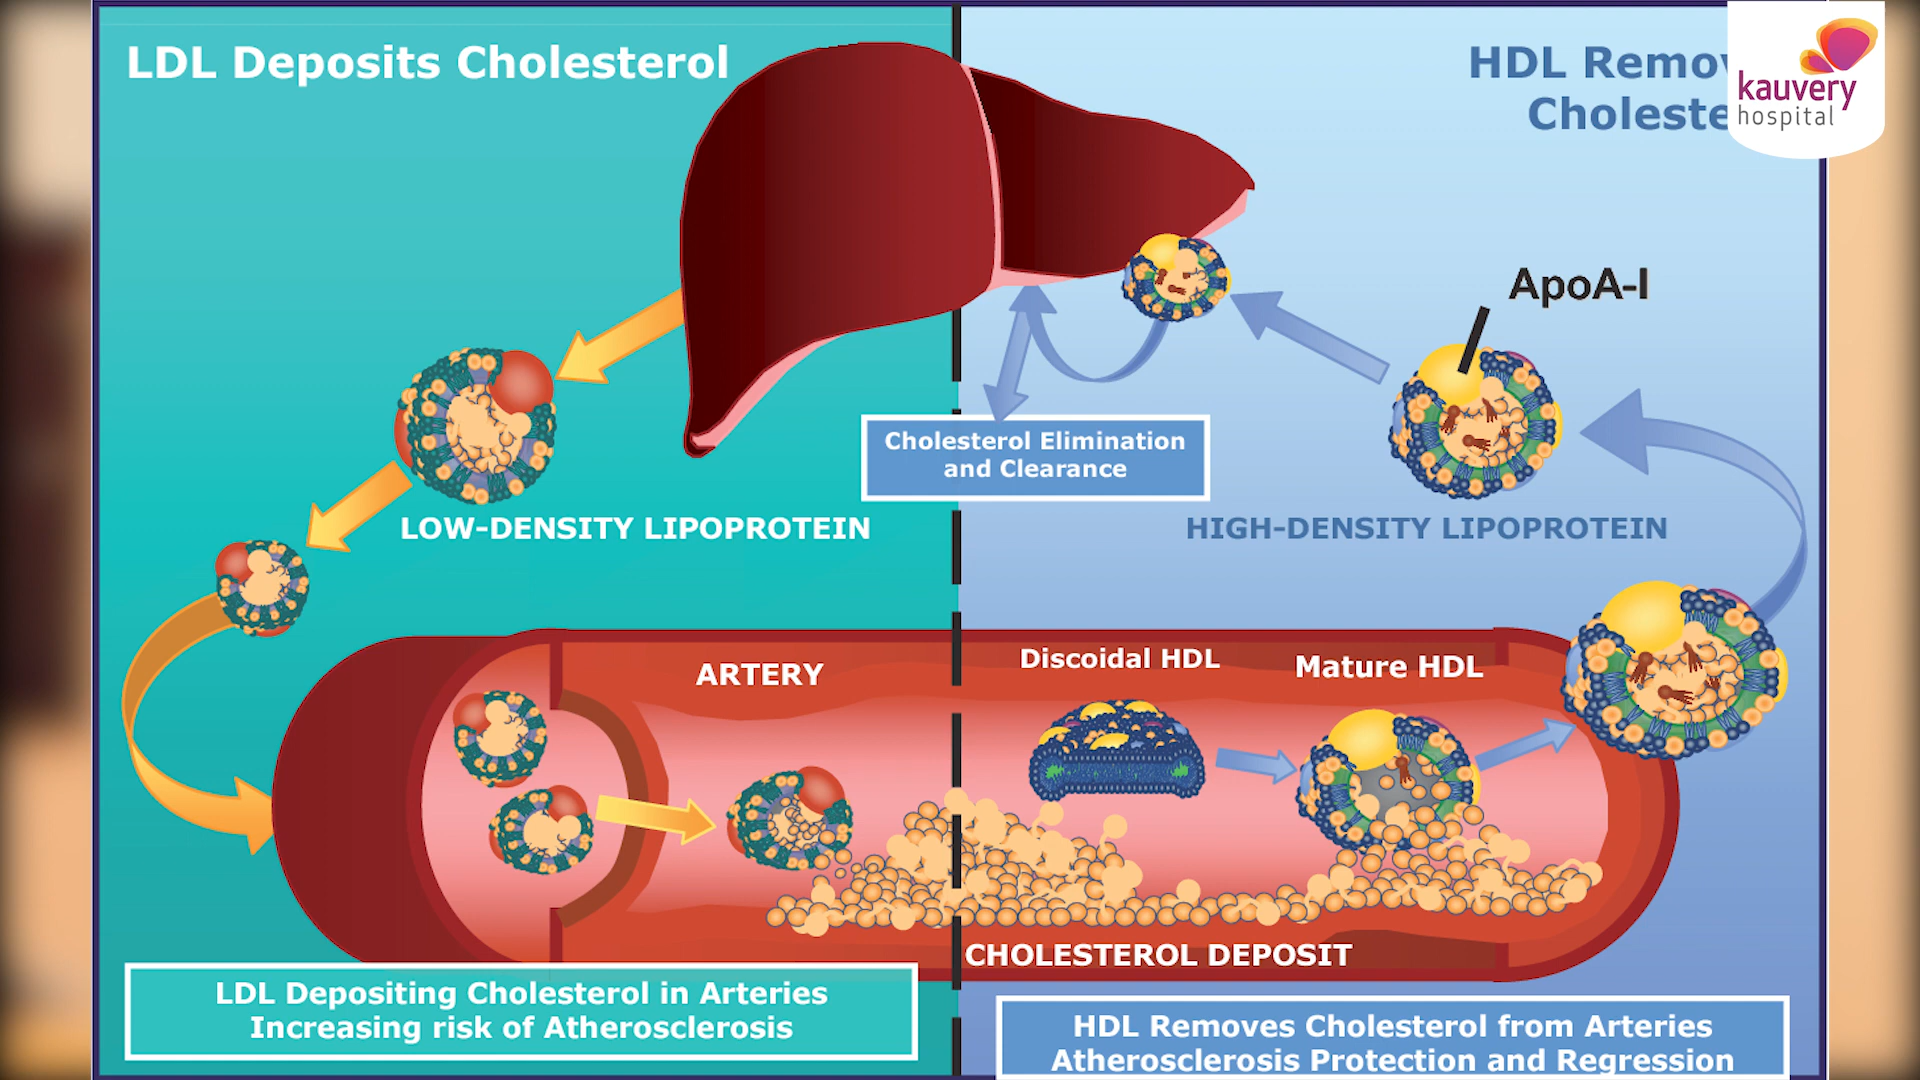 LDL Deposits Cholesterol
HDL
kauvery
hospital
ApoA-I
Cholesterol Elimination
and Clearance
LOW-DENSITY LIPOPROTEIN
HIGH-DENSITY LIPOPROTEIN
ARTERY
Discoidal HDL
Mature HDL
CHOLESTEROL DEPOSIT
LDL Depositing Cholesterol in Arteries
Increasing risk of Atherosclerosis
HDL Removes Cholesterol from Arteries
Atherosclerosis Protection and Regression